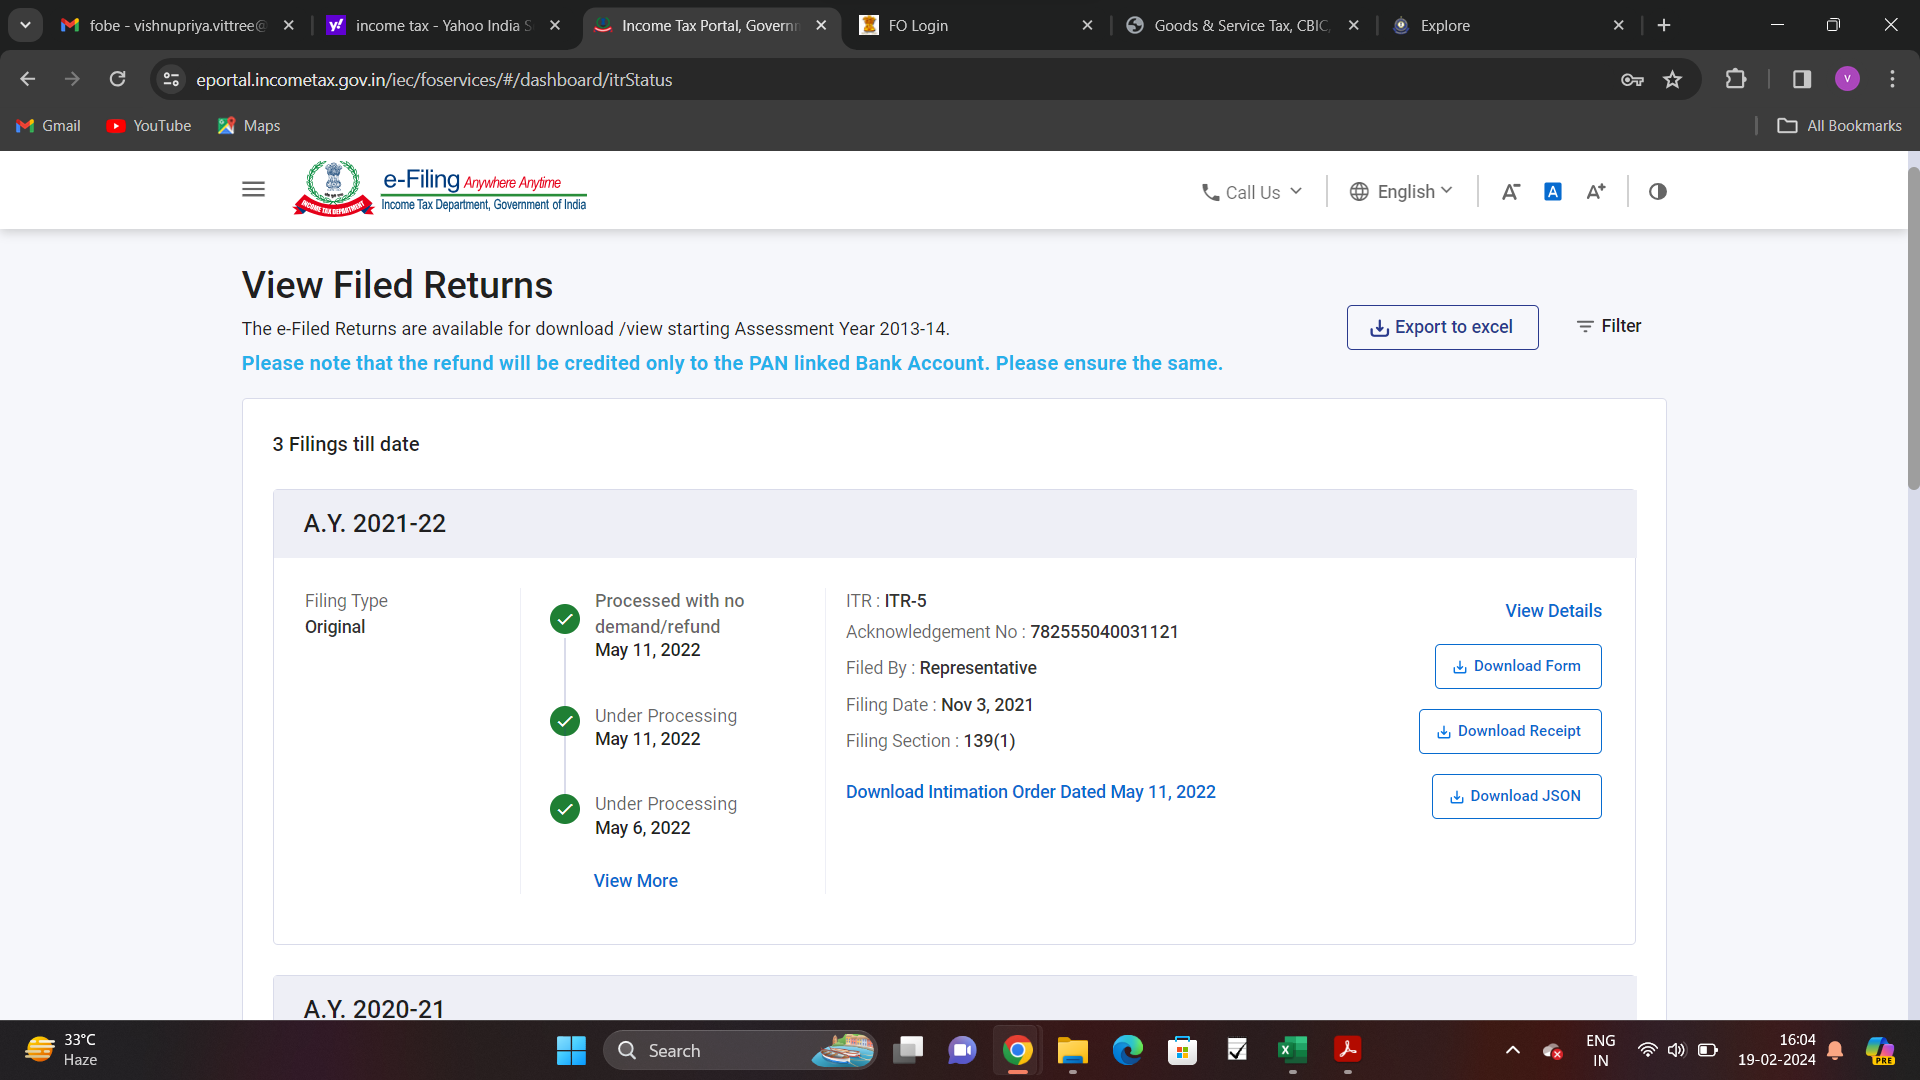 fobe - vishnupriya.vittree@
income tax - Yahoo India S
Income Tax Portal, Governm
FO Login
Goods & Service Tax, CBIC,
Explore
eportal.incometax.gov.in/iec/foservices/#/dashboard/itrStatus
V
Gmail
YouTube
Maps
All Bookmarks
INCOME TAX DEPARTMENT
e-Filing Anywhere Anytime
Income Tax Department, Government of India
Call Us
English
A-
A
A+
View Filed Returns
The e-Filed Returns are available for download /view starting Assessment Year 2013-14.
Please note that the refund will be credited only to the PAN linked Bank Account. Please ensure the same.
Export to excel
Filter
3 Filings till date
A.Y. 2021-22
Filing Type
Original
Processed with no
demand/refund
May 11, 2022
Under Processing
May 11, 2022
Under Processing
May 6, 2022
View More
ITR : ITR-5
Acknowledgement No : 782555040031121
Filed By : Representative
Filing Date : Nov 3, 2021
Filing Section : 139(1)
Download Intimation Order Dated May 11, 2022
View Details
Download Form
Download Receipt
Download JSON
A.Y. 2020-21
33°C
Haze
Search
ENG
IN
16:04
19-02-2024
PRE